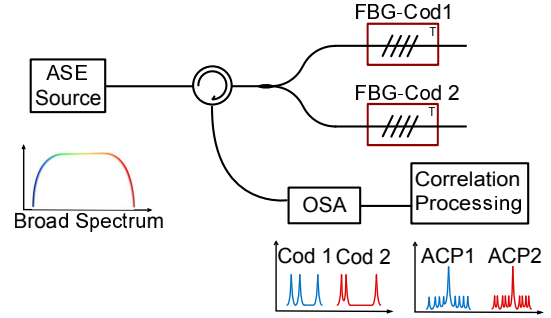 FBG-Cod1
T
ASE
Source
FBG-Cod 2
T
Broad Spectrum
OSA
Correlation
Processing
Cod 1 Cod 2
ACP1 ACP2